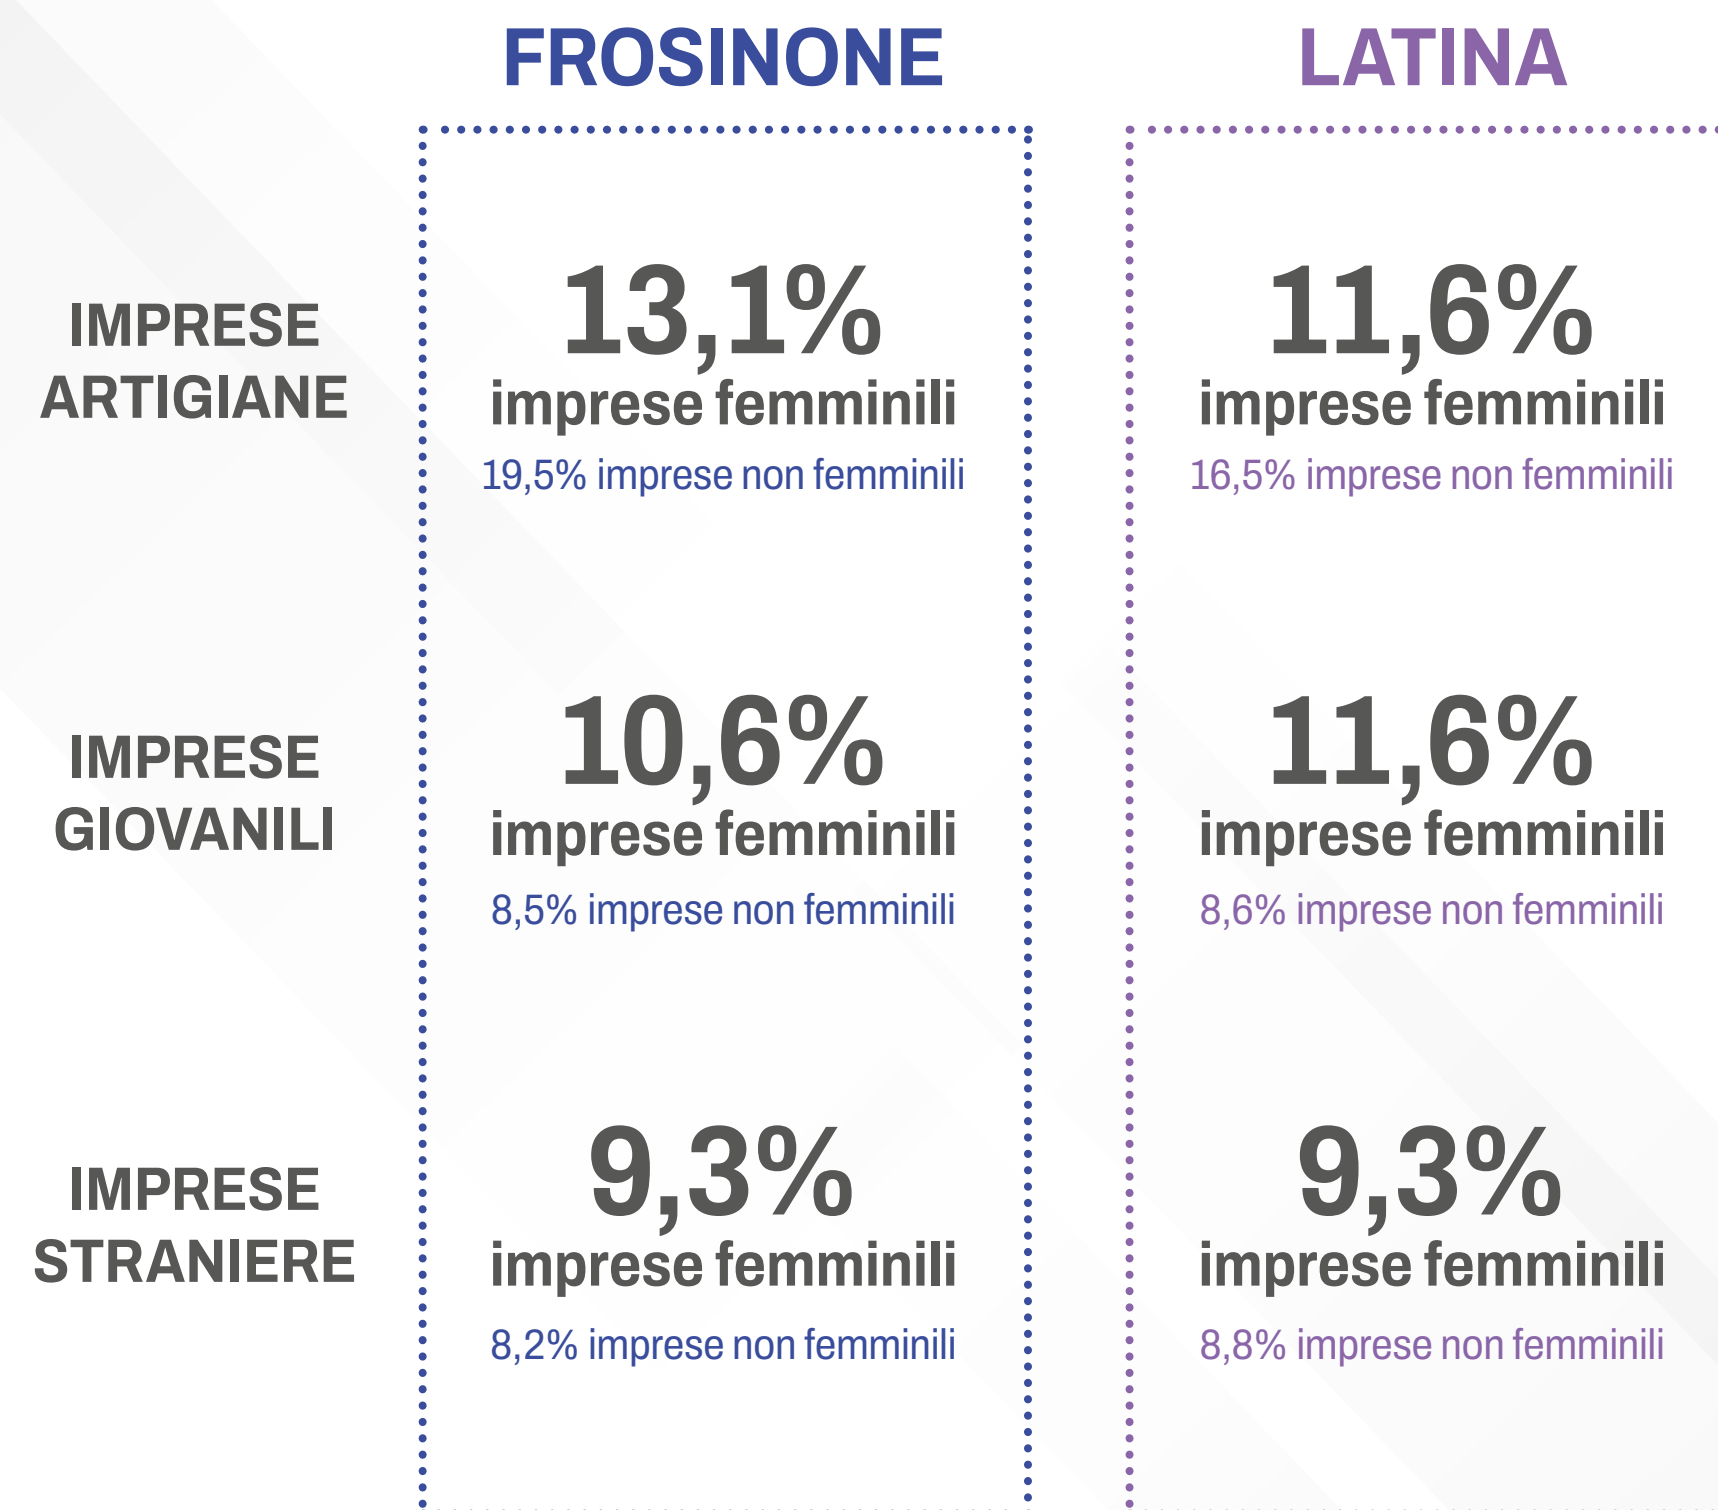 FROSINONE
LATINA
IMPRESE
ARTIGIANE
13,1%
imprese femminili
19,5% imprese non femminili
11,6%
imprese femminili
16,5% imprese non femminili
IMPRESE
GIOVANILI
10,6%
imprese femminili
8,5% imprese non femminili
11,6%
imprese femminili
8,6% imprese non femminili
IMPRESE
STRANIERE
9,3%
imprese femminili
8,2% imprese non femminili
9,3%
imprese femminili
8,8% imprese non femminili